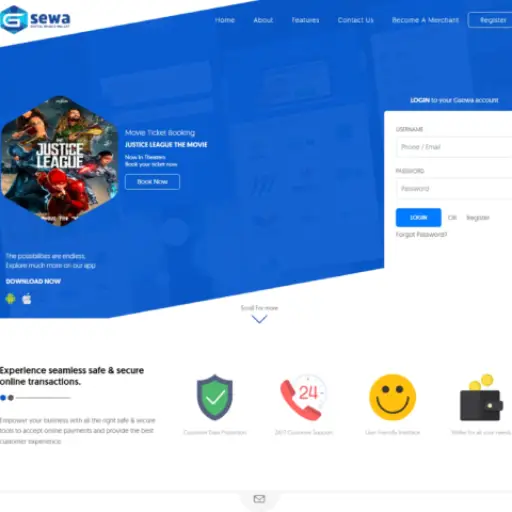 Gsewa
Home About Features Contact Us Become A Merchant Register
LOGIN to your Gsewa account
JUSTICE LEAGUE
Movie Ticket Booking
JUSTICE LEAGUE THE MOVIE
Now In Theaters
Book your ticket now
Book Now
USERNAME
Phone / Email
PASSWORD
Password
LOGIN OR Register
Forgot Password?
The possibilities are endless,
Explore much more on our app
DOWNLOAD NOW
Scroll for more
Experience seamless safe & secure
online transactions.
Empower your business with all the right safe & secure
tools to accept online payments and provide the best
customer experience.
24
Customer Data Protection
24/7 Customer Support
User Friendly Interface
Wallet for all your needs